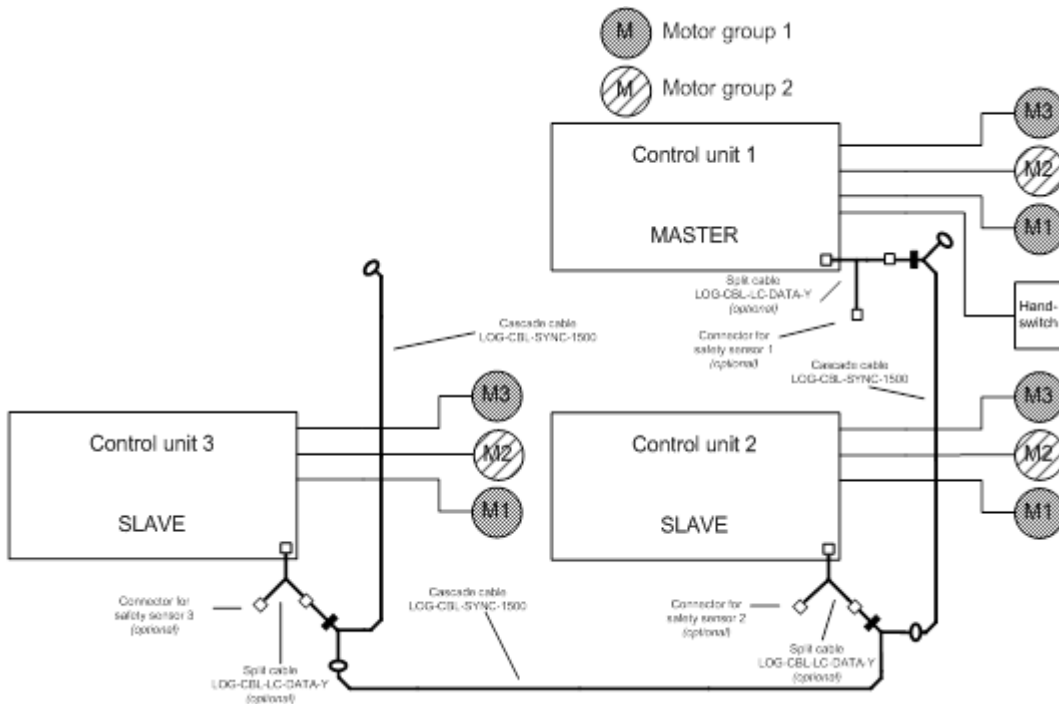 M Motor group 1
M Motor group 2
Control unit 1
MASTER
M3
M2
M1
Hand-
switch
Split cable
LOG-CBL-LC-DATA-Y
(optional)
Connector for
safety sensor 1
(optional)
Cascade cable
LOG-CBL-SYNC-1500
Cascade cable
LOG-CBL-SYNC-1500
Control unit 3
SLAVE
M3
M2
M1
Control unit 2
SLAVE
M3
M2
M1
Connector for
safety sensor 3
(optional)
Split cable
LOG-CBL-LC-DATA-Y
(optional)
Cascade cable
LOG-CBL-SYNC-1500
Connector for
safety sensor 2
(optional)
Split cable
LOG-CBL-LC-DATA-Y
(optional)